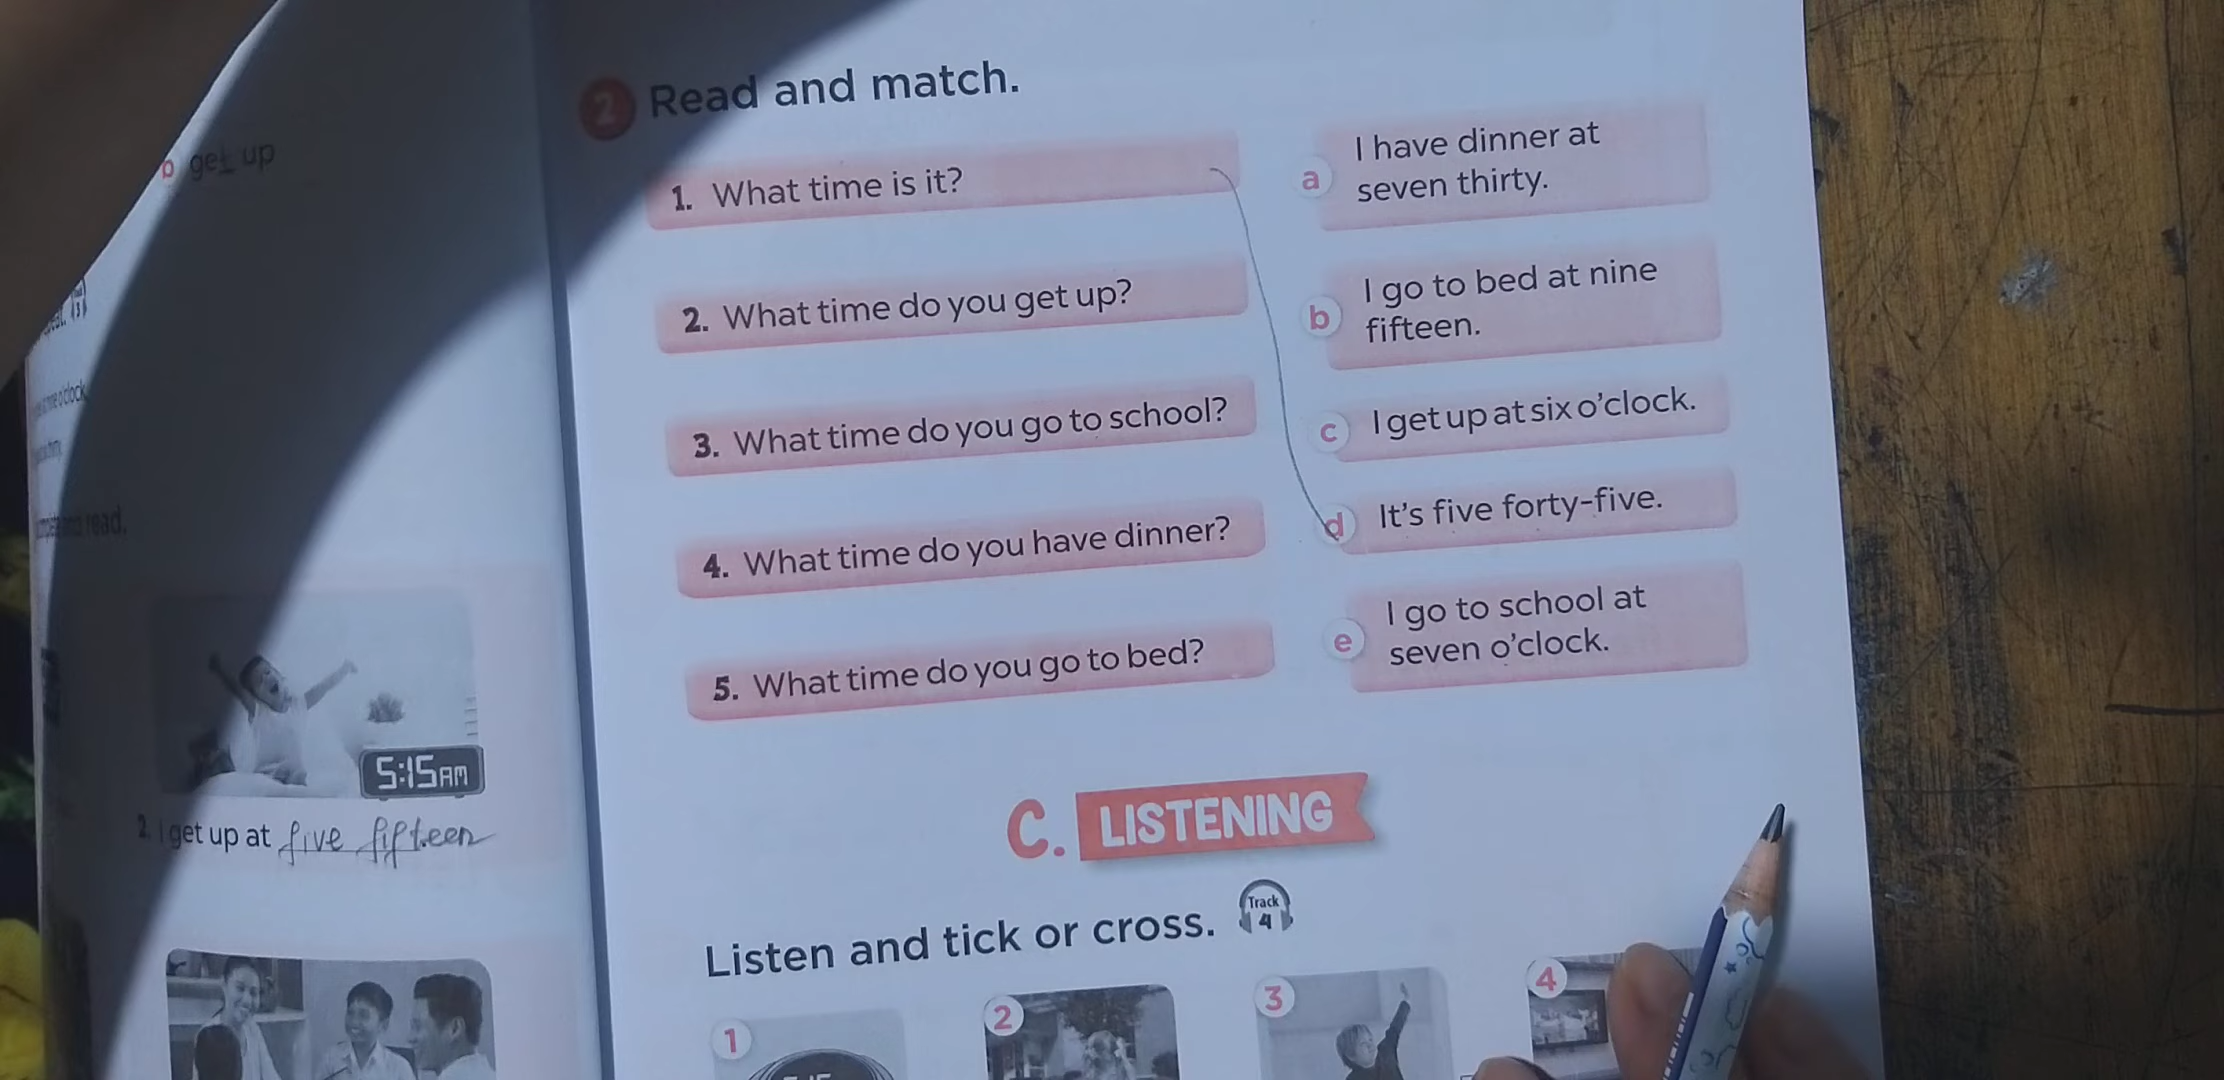 get up
o'clock
read.
5:15 AM
2. I get up at five fifteen
2 Read and match.
1. What time is it?
2. What time do you get up?
3. What time do you go to school?
4. What time do you have dinner?
5. What time do you go to bed?
a I have dinner at
seven thirty.
b I go to bed at nine
fifteen.
c I get up at six o'clock.
d It's five forty-five.
e I go to school at
seven o'clock.
C. LISTENING
Listen and tick or cross. Track 4
1
2
3
4